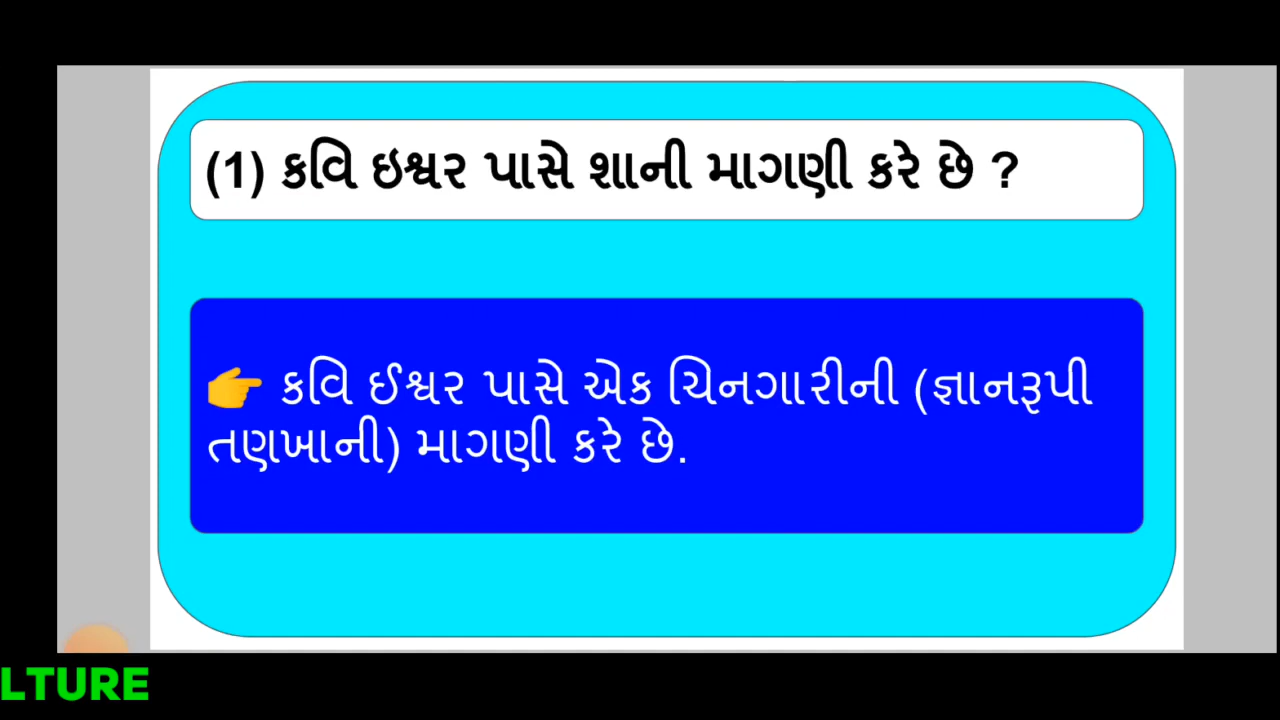 (1) કવિ ઇશ્વર પાસે શાની માગણી કરે છે ?
👉 કવિ ઈશ્વર પાસે એક ચિનગારીની (જ્ઞાનરૂપી
તણખાની) માગણી કરે છે.
LTURE